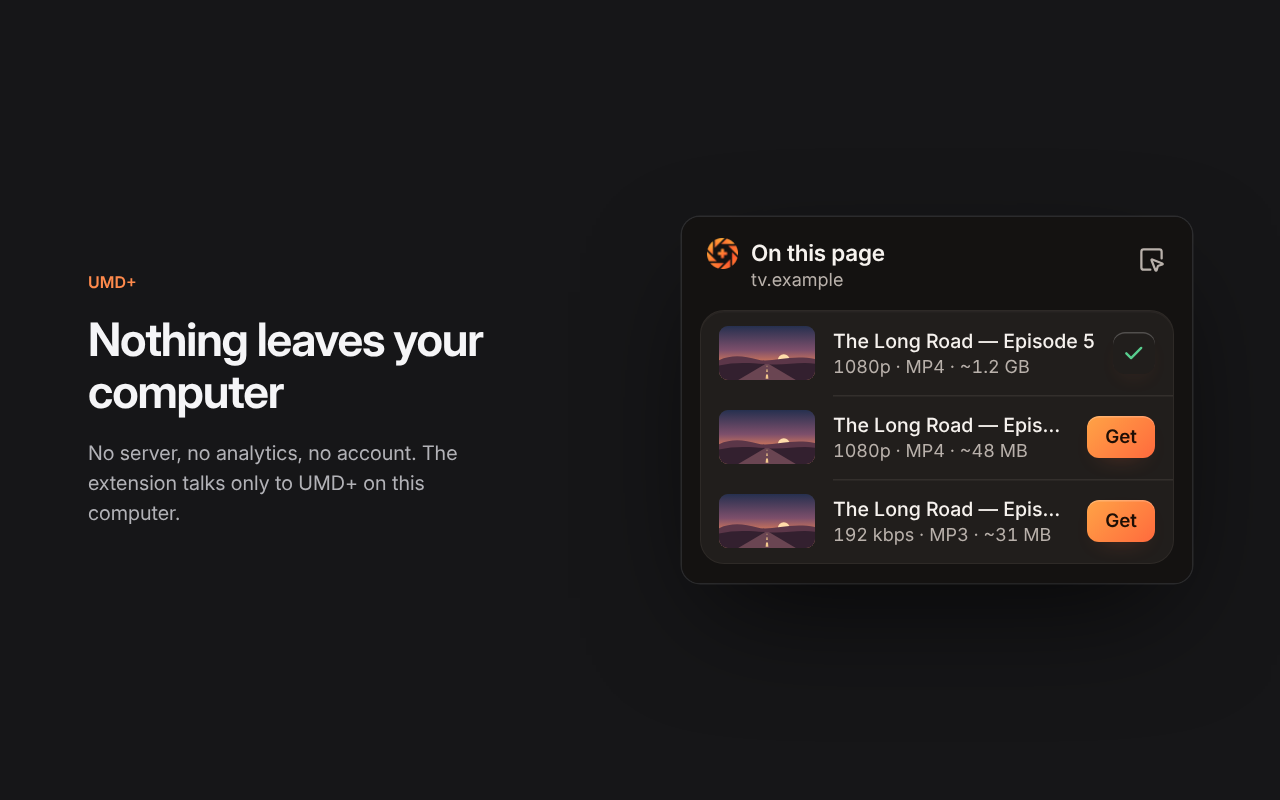 UMD+
Nothing leaves your
computer
No server, no analytics, no account. The
extension talks only to UMD+ on this
computer.
On this page
tv.example
The Long Road — Episode 5
1080p · MP4 · ~1.2 GB
The Long Road — Epis...
1080p · MP4 · ~48 MB
Get
The Long Road — Epis...
192 kbps · MP3 · ~31 MB
Get